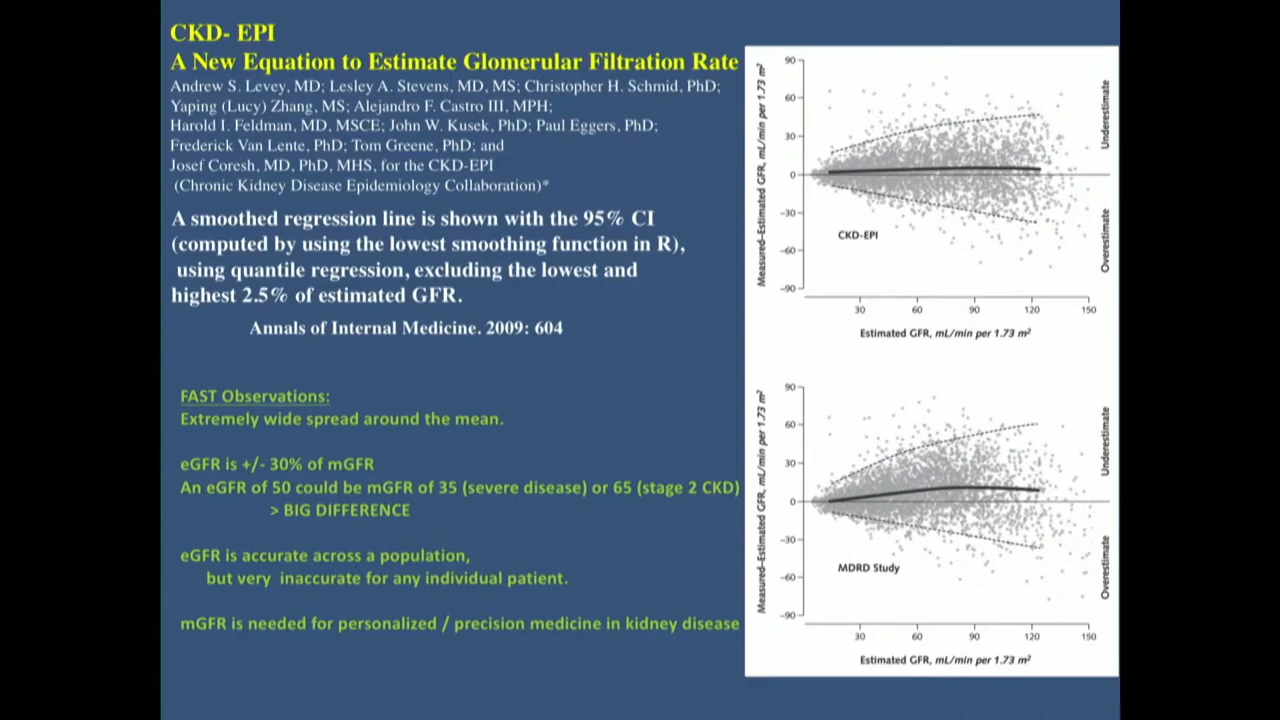 CKD- EPI
A New Equation to Estimate Glomerular Filtration Rate
Andrew S. Levey, MD; Lesley A. Stevens, MD, MS; Christopher H. Schmid, PhD;
Yaping (Lucy) Zhang, MS; Alejandro F. Castro III, MPH;
Harold I. Feldman, MD, MSCE; John W. Kusek, PhD; Paul Eggers, PhD;
Frederick Van Lente, PhD; Tom Greene, PhD; and
Josef Coresh, MD, PhD, MHS, for the CKD-EPI
(Chronic Kidney Disease Epidemiology Collaboration)*
A smoothed regression line is shown with the 95% CI
(computed by using the lowest smoothing function in R),
using quantile regression, excluding the lowest and
highest 2.5% of estimated GFR.
Annals of Internal Medicine. 2009: 604
FAST Observations:
Extremely wide spread around the mean.
eGFR is +/- 30% of mGFR
An eGFR of 50 could be mGFR of 35 (severe disease) or 65 (stage 2 CKD)
> BIG DIFFERENCE
eGFR is accurate across a population,
but very inaccurate for any individual patient.
mGFR is needed for personalized / precision medicine in kidney disease
Measured–Estimated GFR, mL/min per 1.73 m²
90
60
30
0
–30
–60
–90
CKD-EPI
Underestimate
Overestimate
30 60 90 120 150
Estimated GFR, mL/min per 1.73 m²
Measured–Estimated GFR, mL/min per 1.73 m²
90
60
30
0
–30
–60
–90
MDRD Study
Underestimate
Overestimate
30 60 90 120 150
Estimated GFR, mL/min per 1.73 m²